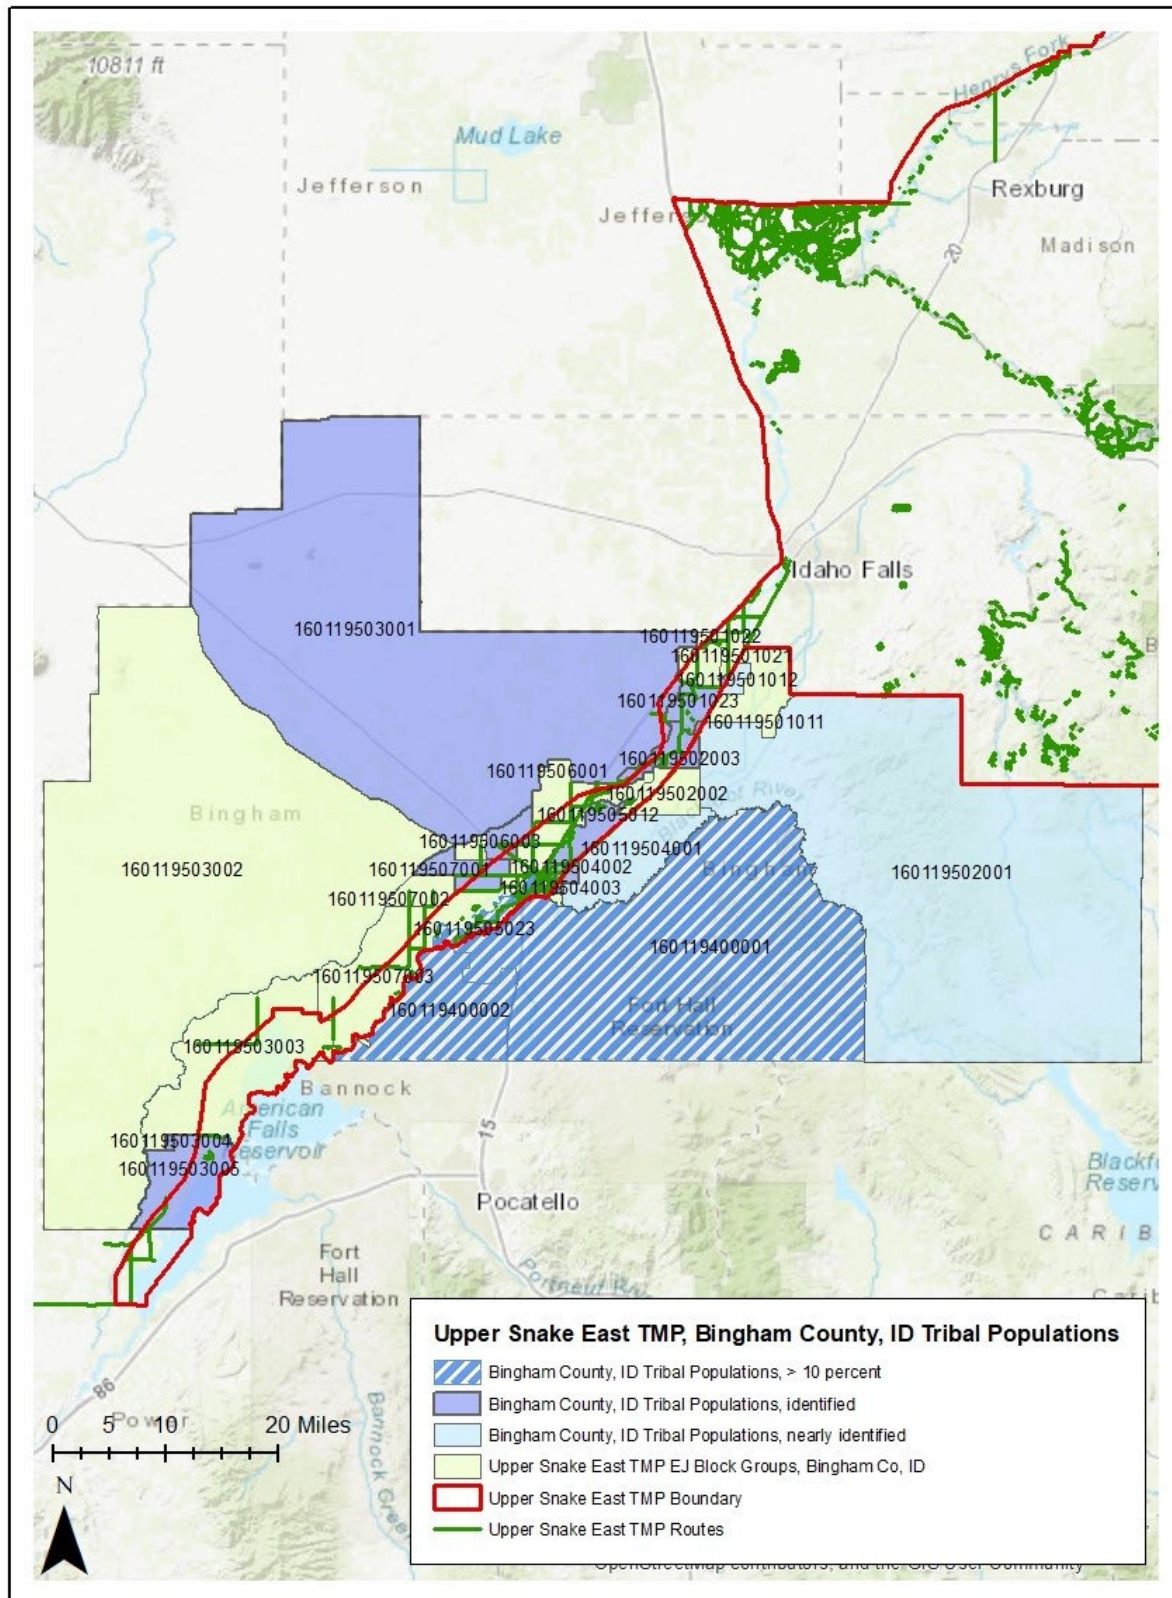 10811 ft
Henrys Fork
Mud Lake
Jefferson
Rexburg
Madison
20
Idaho Falls
160119503001
160119501022
160119501021
160119501012
160119501023
160119501011
160119502003
160119506001
160119502002
Bingham
160119505012
160119506003
160119504001
160119503002
160119507001
160119504002
Bingham
160119502001
160119504003
160119507002
160119505023
160119400001
160119507003
160119400002
Fort Hall
Reservation
160119503003
Bannock
American
Falls
Reservoir
15
160119503004
160119503005
Pocatello
Fort
Hall
Reservation
Upper Snake East TMP, Bingham County, ID Tribal Populations
Bingham County, ID Tribal Populations, > 10 percent
Bingham County, ID Tribal Populations, identified
Bingham County, ID Tribal Populations, nearly identified
Upper Snake East TMP EJ Block Groups, Bingham Co, ID
Upper Snake East TMP Boundary
Upper Snake East TMP Routes
86
Power
0 5 10 20 Miles
N
Bannock Creek